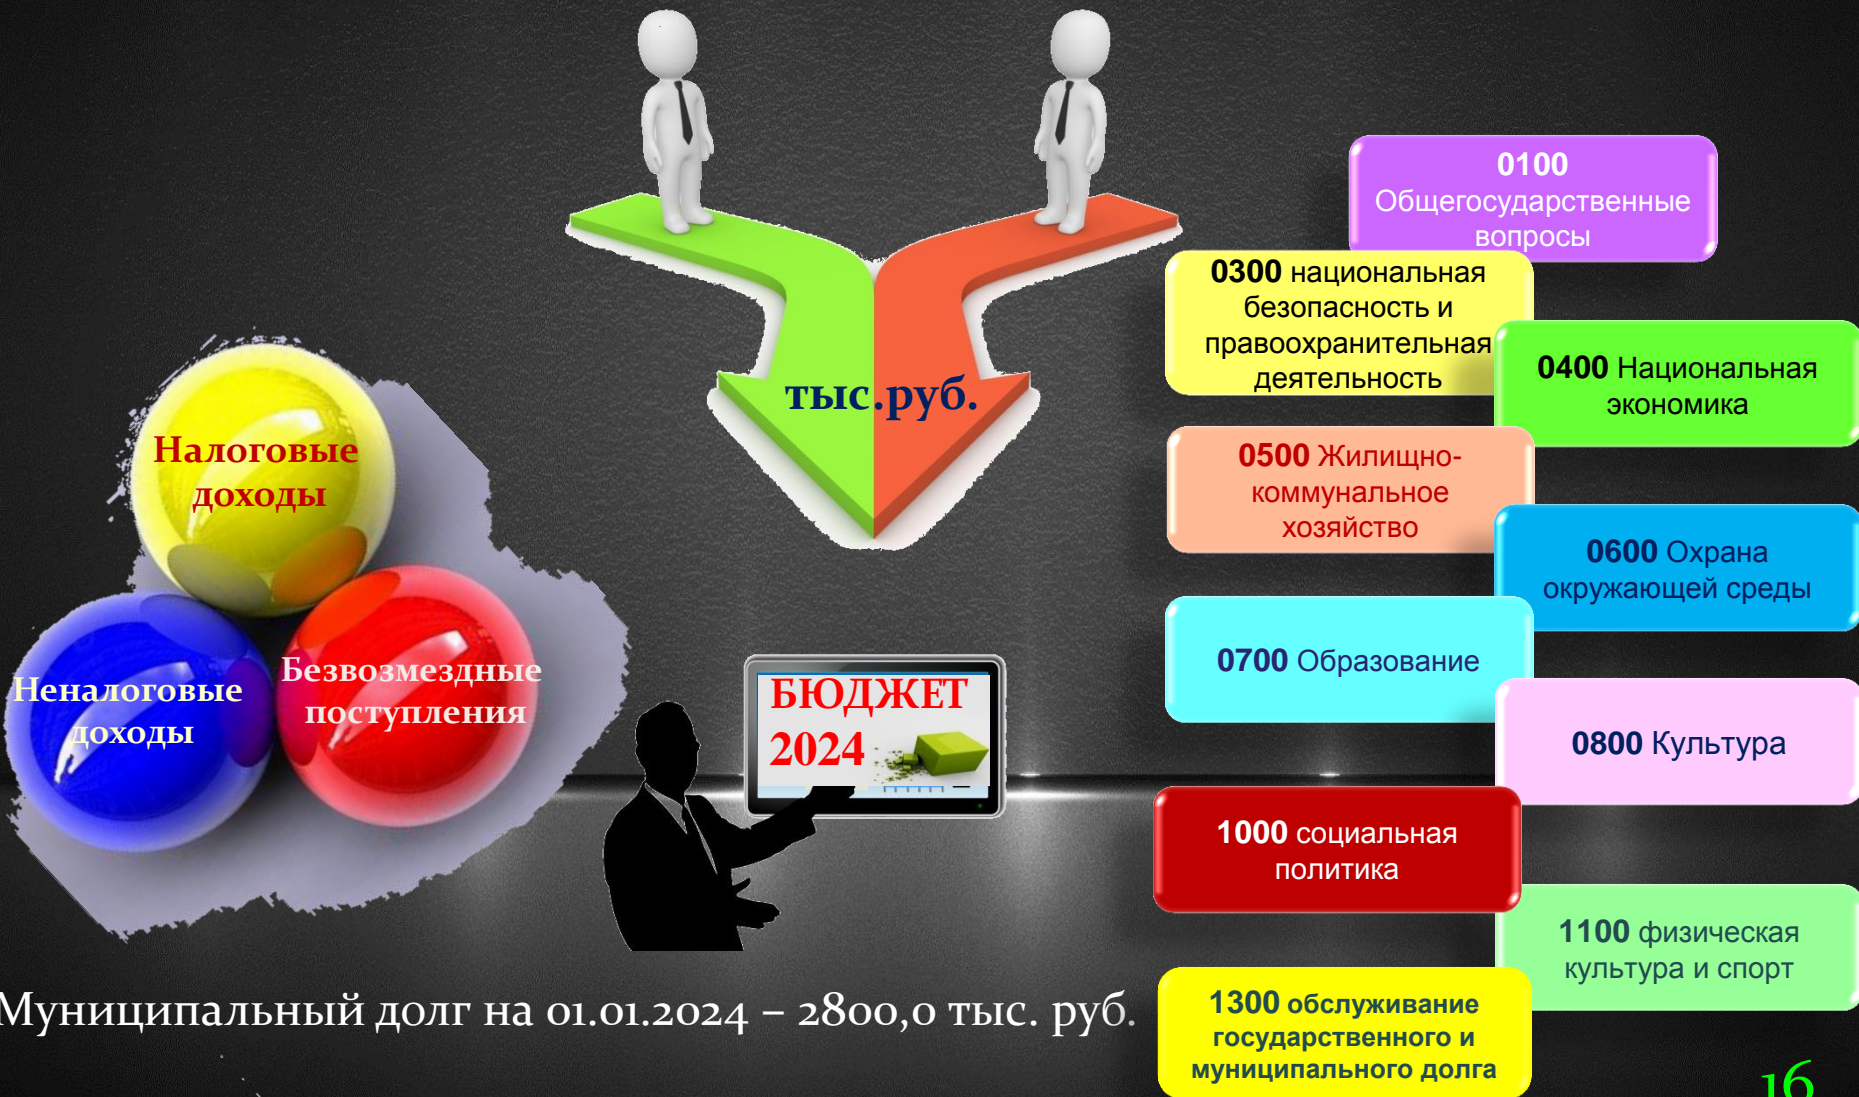 тыс.руб.
Налоговые
доходы
Неналоговые
доходы
Безвозмездные
поступления
БЮДЖЕТ
2024
0100
Общегосударственные
вопросы
0300 национальная
безопасность и
правоохранительная
деятельность
0400 Национальная
экономика
0500 Жилищно-
коммунальное
хозяйство
0600 Охрана
окружающей среды
0700 Образование
0800 Культура
1000 социальная
политика
1100 физическая
культура и спорт
1300 обслуживание
государственного и
муниципального долга
Муниципальный долг на 01.01.2024 – 2800,0 тыс. руб.
16